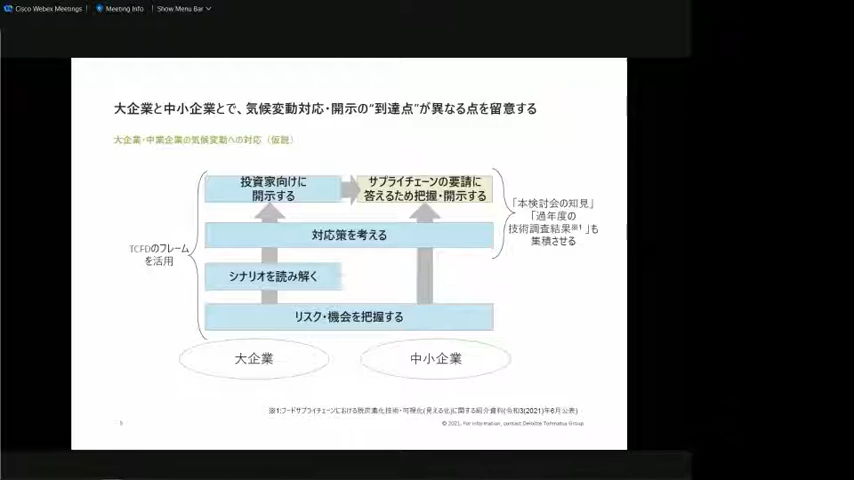 Cisco Webex Meetings
Meeting Info
Show Menu Bar
大企業と中小企業とで、気候変動対応・開示の"到達点"が異なる点を留意する
大企業・中業企業の気候変動への対応（仮説）
投資家向けに
開示する
サプライチェーンの要請に
答えるため把握・開示する
「本検討会の知見」
「過年度の
技術調査結果※1」も
集積させる
対応策を考える
TCFDのフレーム
を活用
シナリオを読み解く
リスク・機会を把握する
大企業
中小企業
※1:フードサプライチェーンにおける脱炭素化技術・可視化(見える化)に関する紹介資料(令和3(2021)年6月公表)
© 2021. For information, contact Deloitte Tohmatsu Group